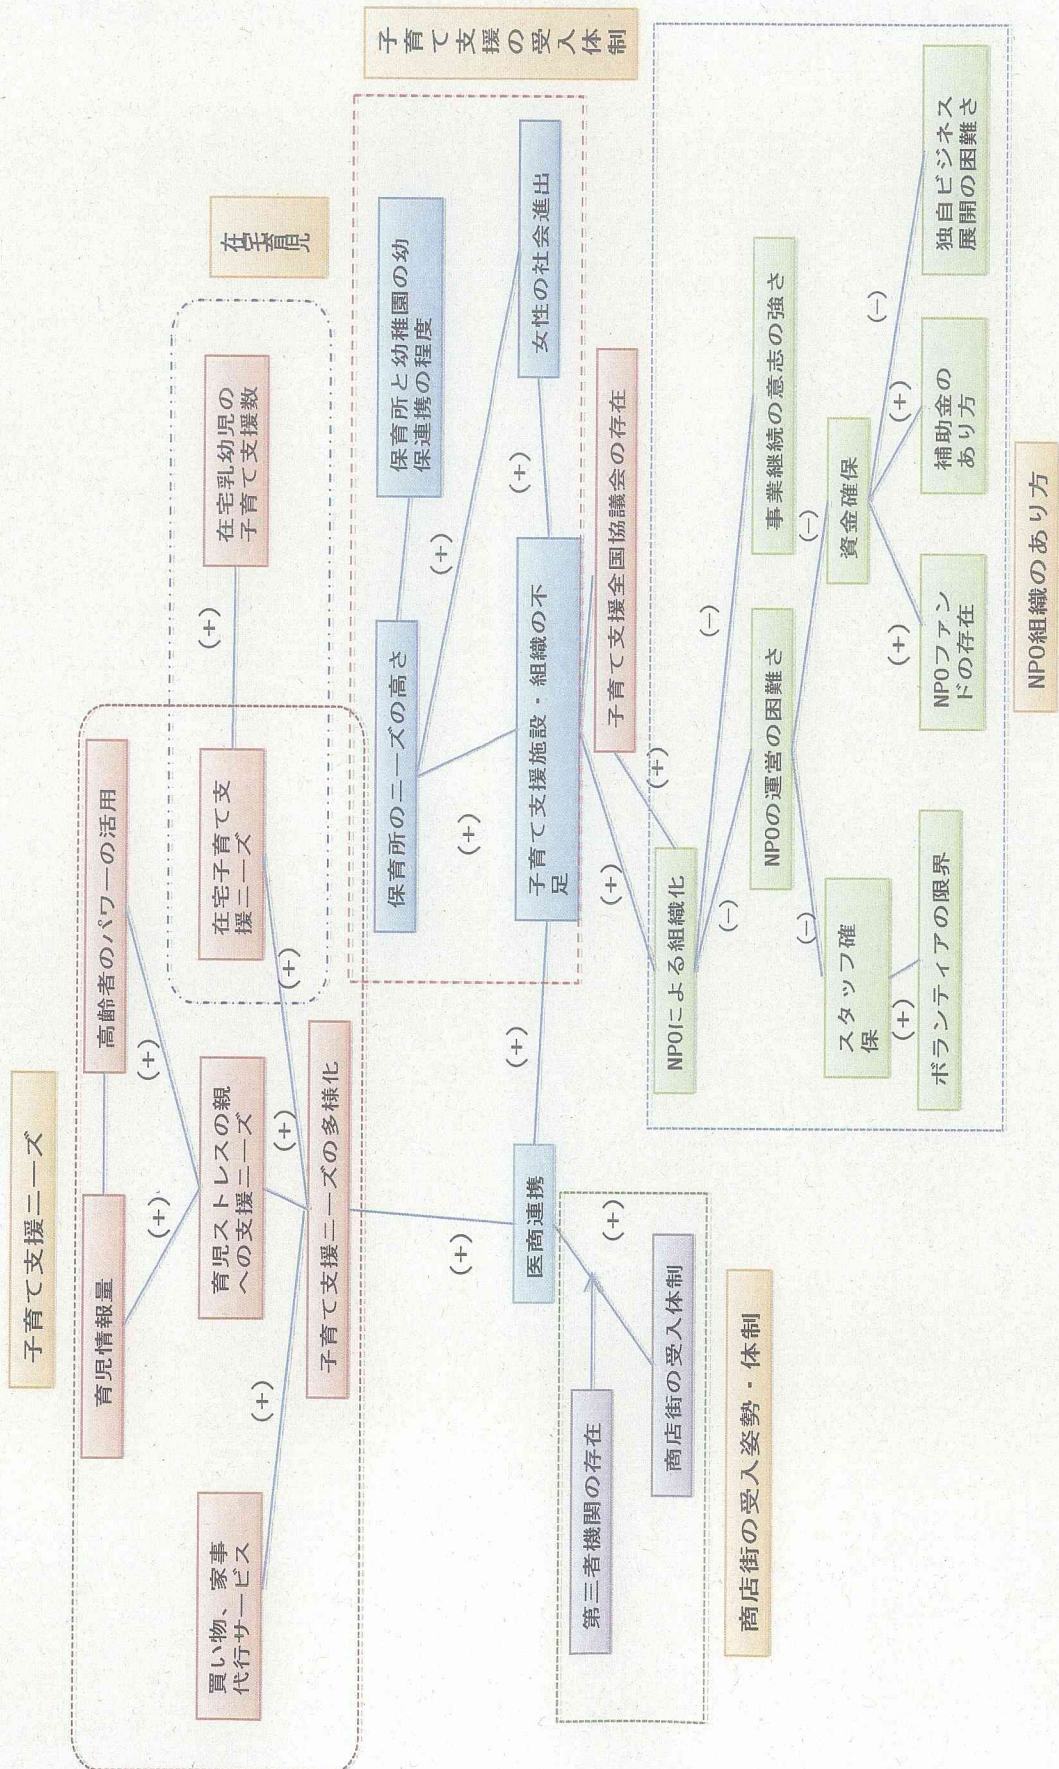 子育て支援ニーズ
育児情報量
高齢者のパワーの活用
(+)
(+)
買い物、家事
代行サービス
育児ストレスの親
への支援ニーズ
在宅子育て支
援ニーズ
(+)
在宅乳幼児の
子育て支援数
在宅育児
(+)
(+)
(+)
子育て支援ニーズの多様化
(+)
保育所のニーズの高さ
保育所と幼稚園の幼
保連携の程度
子育て支援の受入体制
(+)
(+)
(+)
医商連携
(+)
子育て支援施設・組織の不
足
女性の社会進出
第三者機関の存在
(+)
商店街の受入体制
商店街の受入姿勢・体制
(+)
(+)
子育て支援全国協議会の存在
NPOによる組織化
(-)
(-)
NPOの運営の困難さ
事業継続の意志の強さ
(-)
(-)
スタッフ確
保
資金確保
(+)
(+)
(+)
(-)
ボランティアの限界
NPOファン
ドの存在
補助金の
あり方
独自ビジネス
展開の困難さ
NPO組織のあり方